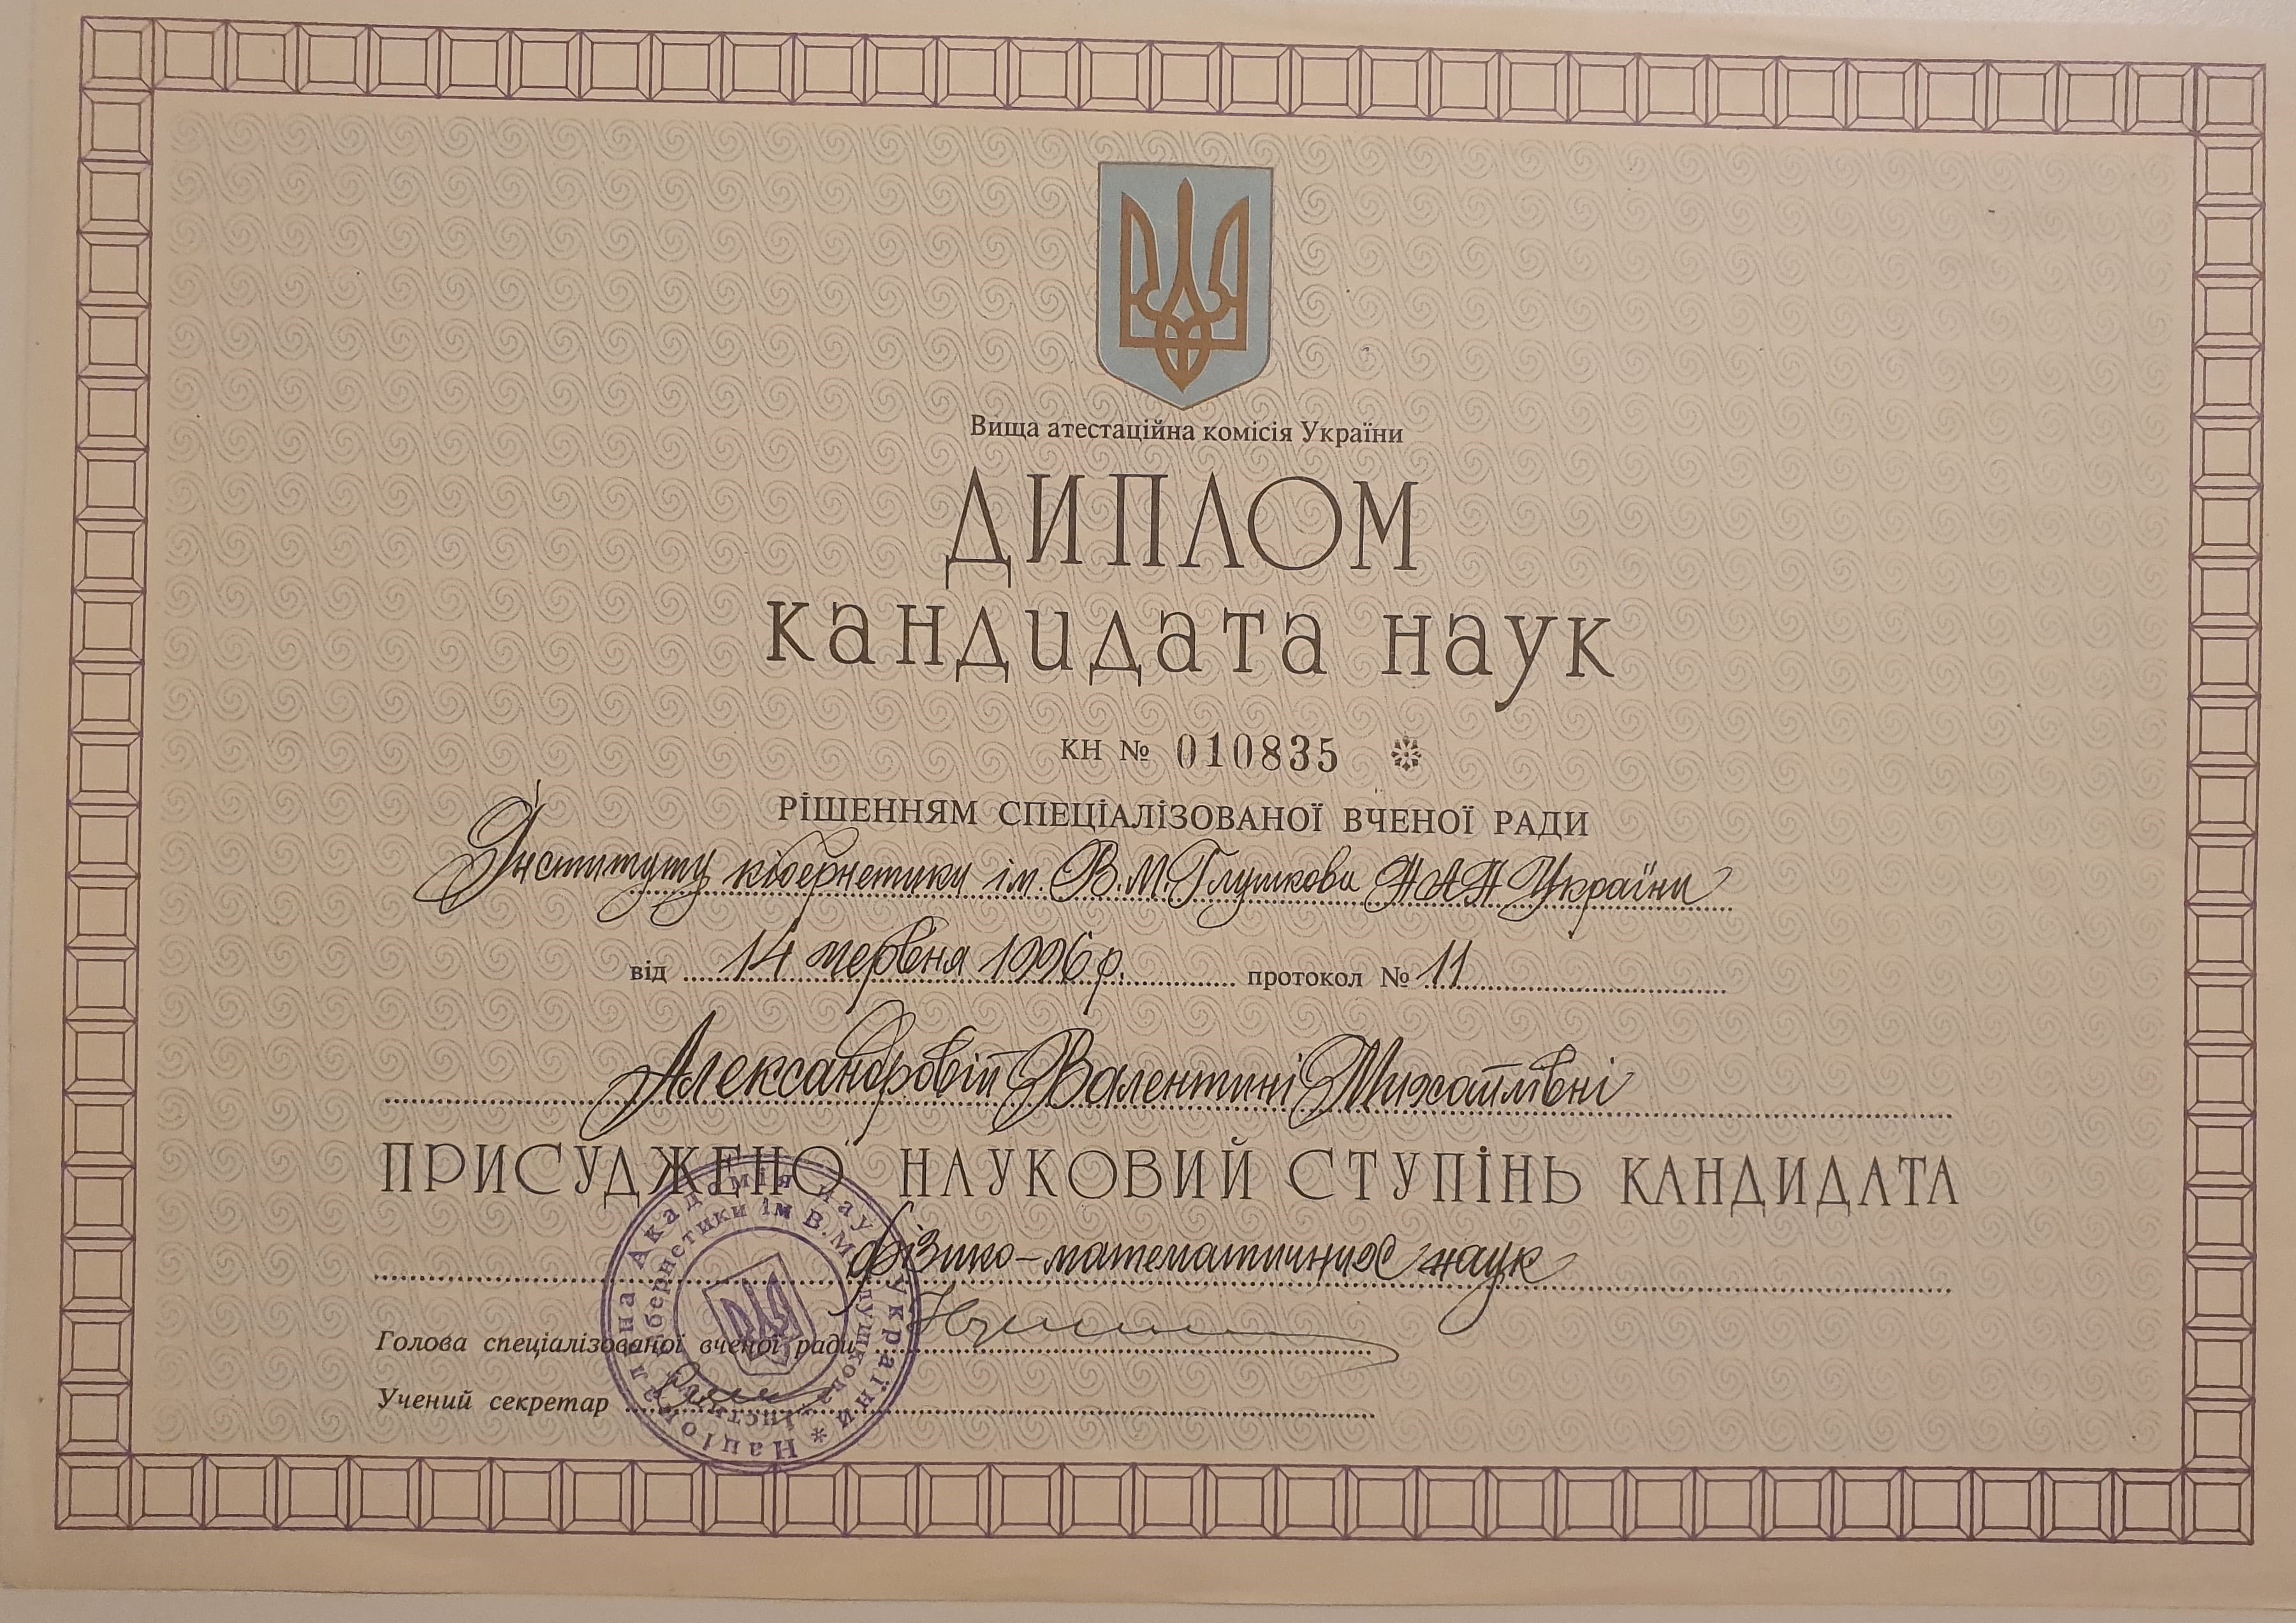 Вища атестаційна комісія України
ДИПЛОМ
кандидата наук
КН № 010835
РІШЕННЯМ СПЕЦІАЛІЗОВАНОЇ ВЧЕНОЇ РАДИ
Інституту кібернетики ім. В.М.Глушкова НАН України
від 14 червня 1996 р. протокол № 11
Александровій Валентині Михайлівні
ПРИСУДЖЕНО НАУКОВИЙ СТУПІНЬ КАНДИДАТА
фізико-математичних наук
Голова спеціалізованої вченої ради
Учений секретар
Національна Академія наук України *
Інститут кібернетики ім В.М. Глушкова